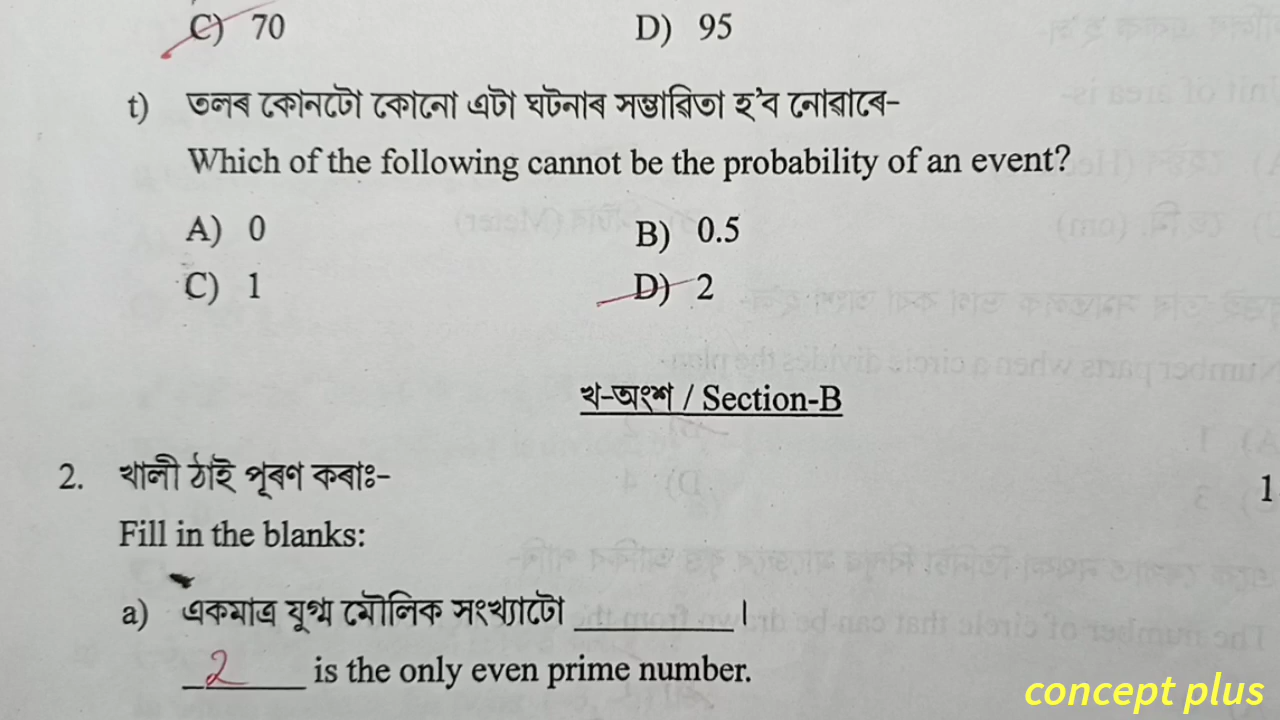 C) 70 D) 95
t) তলৰ কোনটো কোনো এটা ঘটনাৰ সম্ভাৱিতা হ'ব নোৱাৰে-
Which of the following cannot be the probability of an event?
A) 0 B) 0.5
C) 1 D) 2
খ-অংশ / Section-B
2. খালী ঠাই পূৰণ কৰাঃ- 1
Fill in the blanks:
a) একমাত্ৰ যুগ্ম মৌলিক সংখ্যাটো __________ ।
2 is the only even prime number.
concept plus